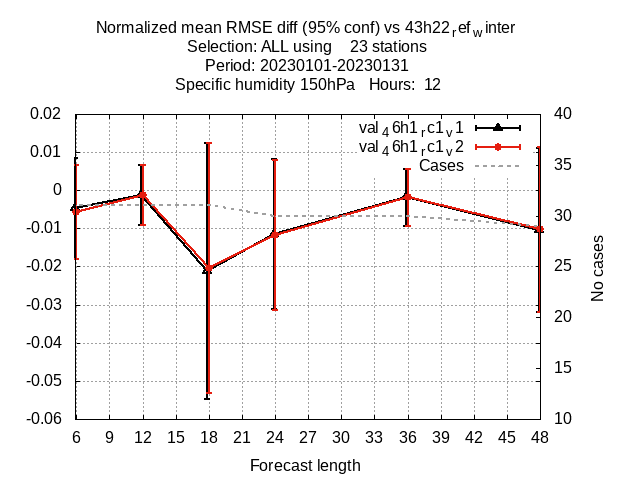 Normalized mean RMSE diff (95% conf) vs 43h22refwinter
Selection: ALL using 23 stations
Period: 20230101-20230131
Specific humidity 150hPa Hours: 12
val46h1rc1v1
val46h1rc1v2
Cases
0.02
0.01
0
-0.01
-0.02
-0.03
-0.04
-0.05
-0.06
40
35
30
25
20
15
10
No cases
6 9 12 15 18 21 24 27 30 33 36 39 42 45 48
Forecast length